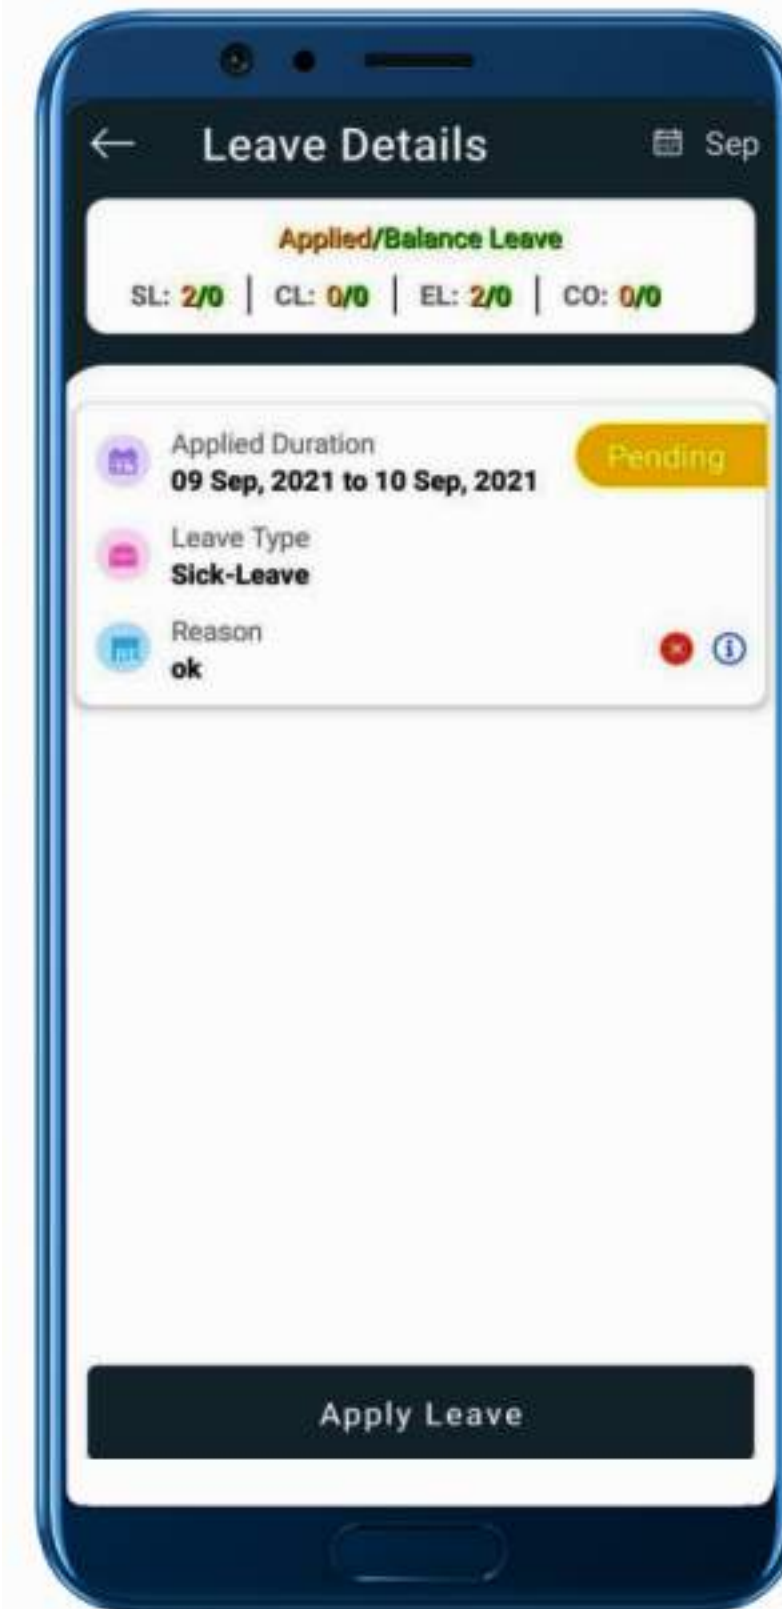 Leave Details
Sep
Applied/Balance Leave
SL: 2/0 | CL: 0/0 | EL: 2/0 | CO: 0/0
Applied Duration
Pending
09 Sep, 2021 to 10 Sep, 2021
Leave Type
Sick-Leave
Reason
ok
Apply Leave